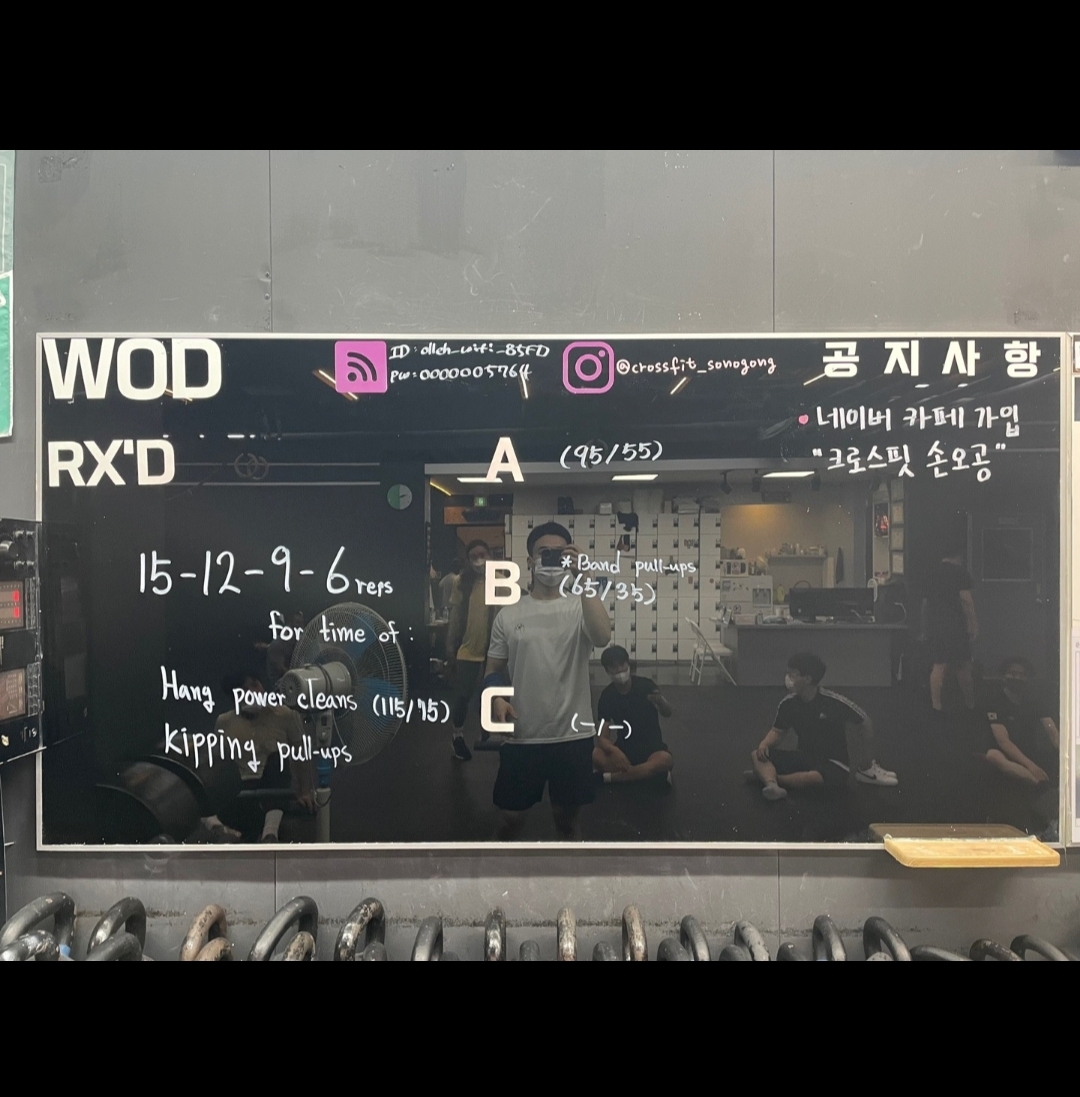 WOD
ID : olleh_wifi_B5FD
PW : 000000576ff
@crossfit_sonogong
공지사항
• 네이버 카페 가입
"크로스핏 손오공"
RX'D
15-12-9-6 reps
for time of :
Hang power cleans (115/75)
Kipping pull-ups
A (95/55)
B * Band pull-ups
(65/35)
C (-/-)